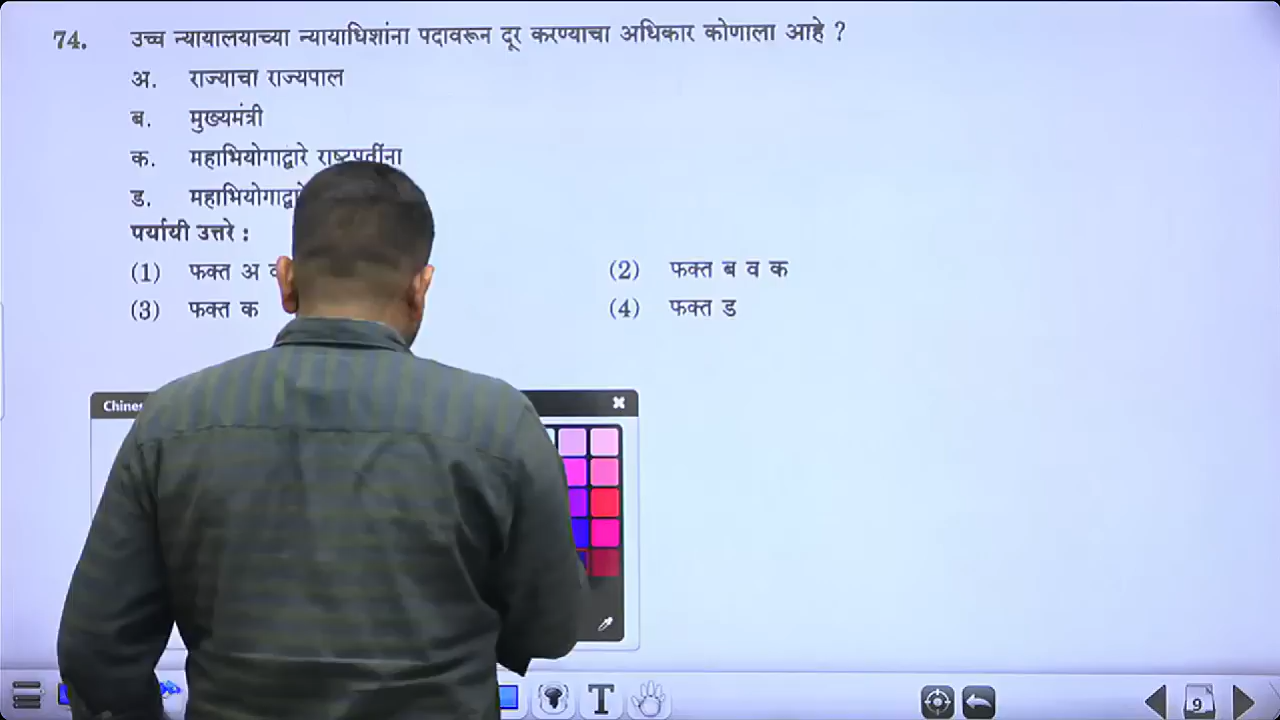 74. उच्च न्यायालयाच्या न्यायाधिशांना पदावरून दूर करण्याचा अधिकार कोणाला आहे ?
अ. राज्याचा राज्यपाल
ब. मुख्यमंत्री
क. महाभियोगाद्वारे राष्ट्रपतींना
ड. महाभियोगाद्वारे
पर्यायी उत्तरे :
(1) फक्त अ
(2) फक्त ब व क
(3) फक्त क
(4) फक्त ड
T
9